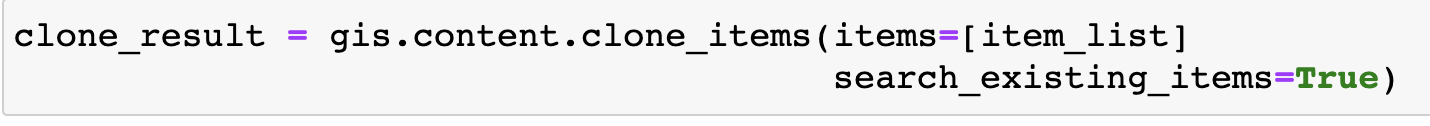 clone_result = gis.content.clone_items(items=[item_list]
search_existing_items=True)